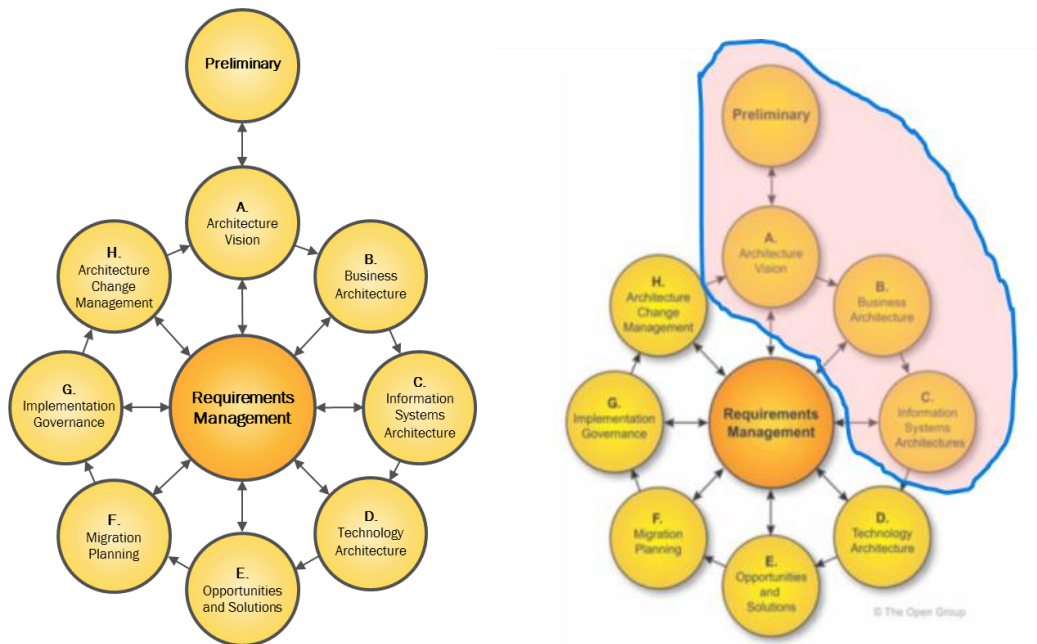 Preliminary
A.
Architecture
Vision
B.
Business
Architecture
C.
Information
Systems
Architecture
D.
Technology
Architecture
E.
Opportunities
and Solutions
F.
Migration
Planning
G.
Implementation
Governance
H.
Architecture
Change
Management
Requirements
Management
Preliminary
A.
Architecture
Vision
B.
Business
Architecture
C.
Information
Systems
Architectures
D.
Technology
Architecture
E.
Opportunities
and
Solutions
F.
Migration
Planning
G.
Implementation
Governance
H.
Architecture
Change
Management
Requirements
Management
© The Open Group